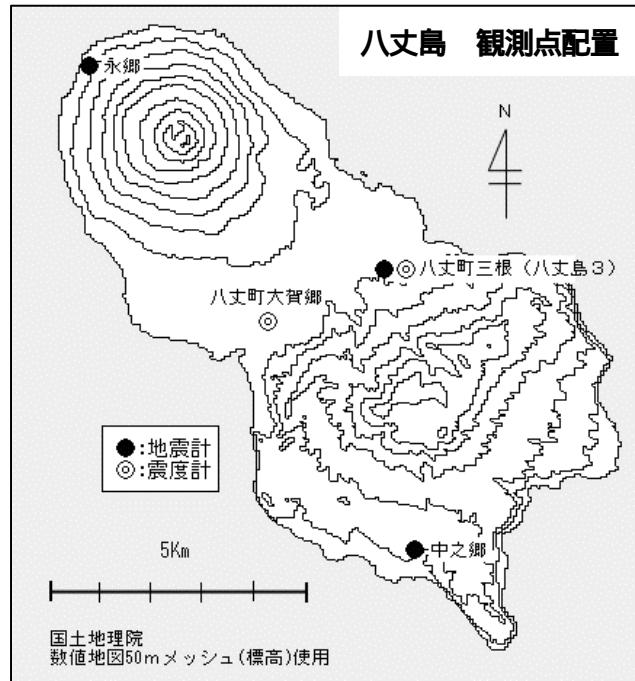 八丈島 観測点配置
永郷
N
八丈町三根(八丈島3)
八丈町大賀郷
●:地震計
◎:震度計
中之郷
5Km
国土地理院
数値地図50mメッシュ(標高)使用